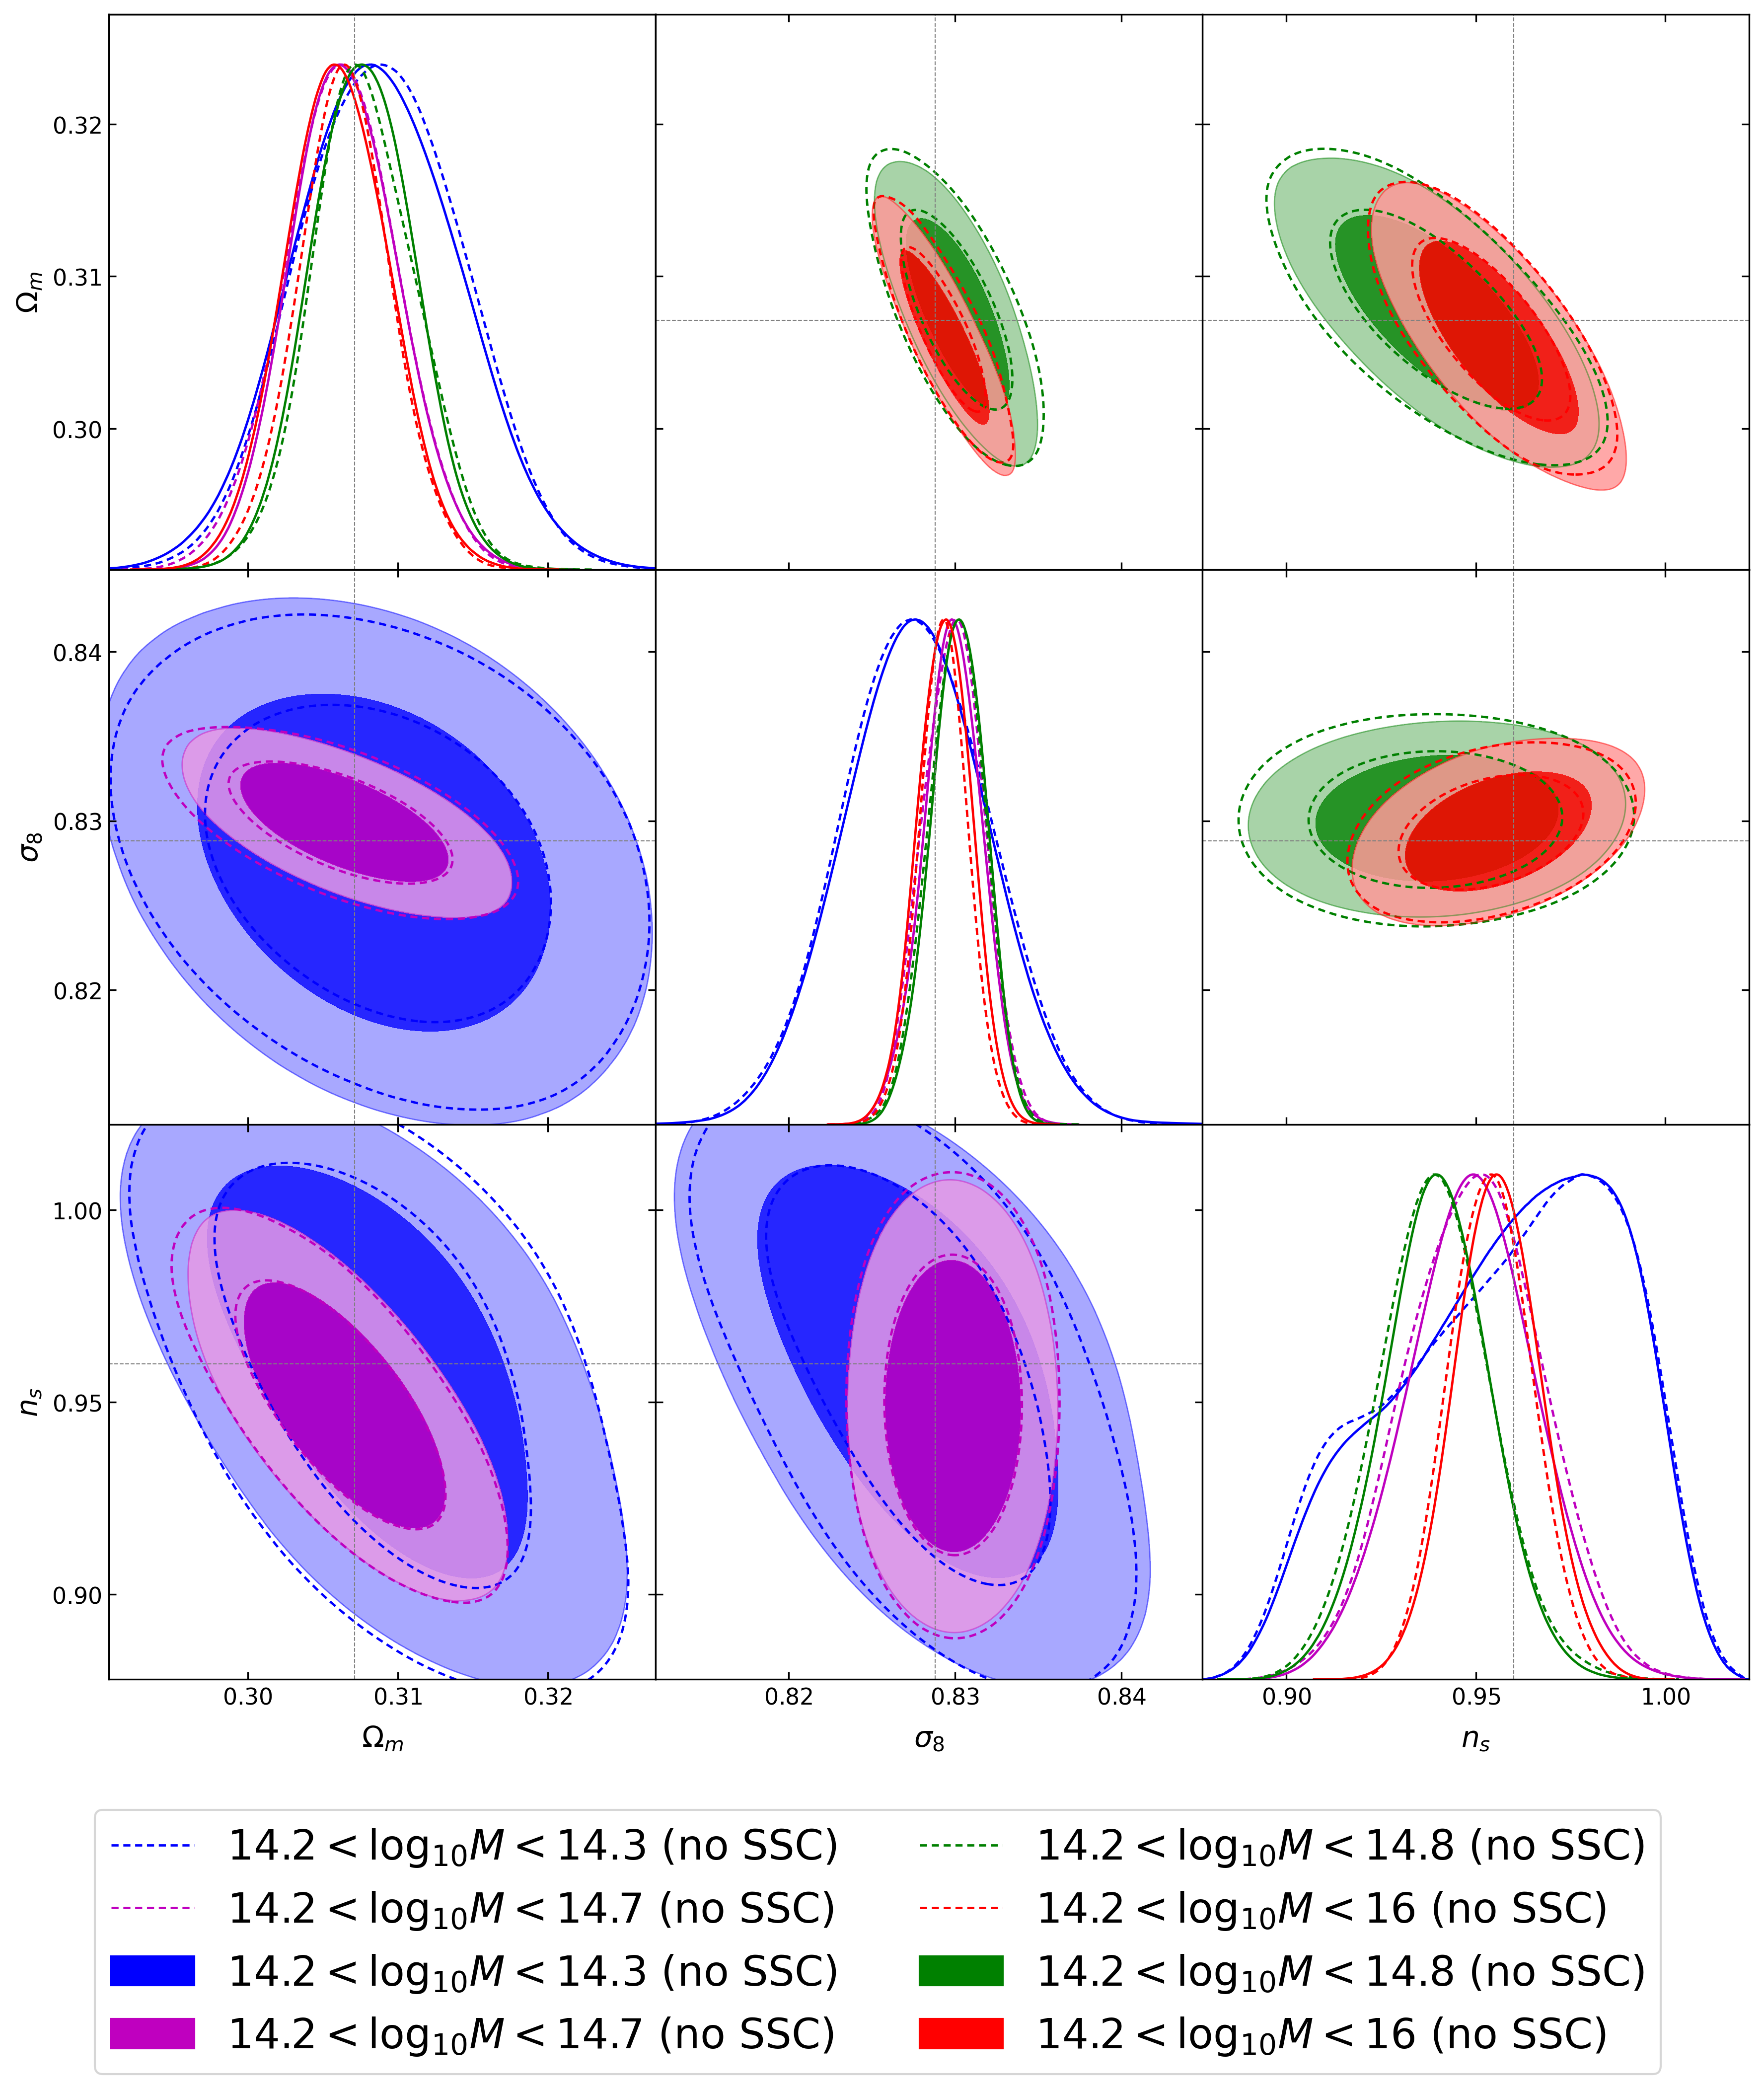 0.32
0.31
0.30
Ωₘ
0.84
0.83
0.82
σ₈
1.00
0.95
0.90
nₛ
0.30 0.31 0.32 0.82 0.83 0.84 0.90 0.95 1.00
Ωₘ σ₈ nₛ
14.2 < log₁₀M < 14.3 (no SSC) 14.2 < log₁₀M < 14.8 (no SSC)
14.2 < log₁₀M < 14.7 (no SSC) 14.2 < log₁₀M < 16 (no SSC)
14.2 < log₁₀M < 14.3 (no SSC) 14.2 < log₁₀M < 14.8 (no SSC)
14.2 < log₁₀M < 14.7 (no SSC) 14.2 < log₁₀M < 16 (no SSC)